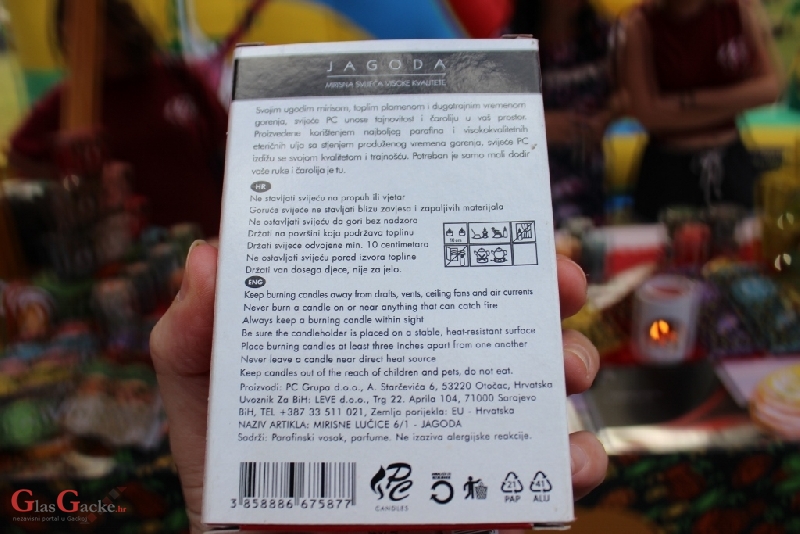 JAGODA
MIRISNA SVIJEĆA VISOKE KVALITETE
Svojim ugodim mirisom, toplim plamenom i dugotrajnim vremenom
gorenja, svijeće PC unose tajnovitost i čaroliju u vaš prostor.
Proizvedene korištenjem najboljeg parafina i visokokvalitetnih
eteričnih ulja sa stjenjem produženog vremena gorenja, svijeće PC
izdižu se svojom kvalitetom i trajnošću. Potreban je samo mali dodir
vaše ruke i čarolija je tu.
HR
Ne stavljati svijeću na propuh ili vjetar
Goruće svijeće ne stavljati blizu zavjesa i zapaljivih materijala
Ne ostavljati svijeću da gori bez nadzora
Držati na površini koja podržava toplinu
Držati svijeće odvojene min. 10 centimetara
Ne ostavljati svijeću pored izvora topline
Držati van dosega djece, nije za jelo.
10 cm
ENG
Keep burning candles away from drafts, vents, ceiling fans and air currents
Never burn a candle on or near anything that can catch fire
Always keep a burning candle within sight
Be sure the candleholder is placed on a stable, heat-resistant surface
Place burning candles at least three inches apart from one another
Never leave a candle near direct heat source
Keep candles out of the reach of children and pets, do not eat.
Proizvodi: PC Grupa d.o.o., A. Starčevića 6, 53220 Otočac, Hrvatska
Uvoznik Za BiH: LEVE d.o.o., Trg 22. Aprila 104, 71000 Sarajevo
BiH, TEL +387 33 511 021, Zemlja porijekla: EU - Hrvatska
NAZIV ARTIKLA: MIRISNE LUČICE 6/1 - JAGODA
Sadrži: Parafinski vosak, parfume. Ne izaziva alergijske reakcije.
3 858886 675877
PC
CANDLES
21
PAP
41
ALU
GlasGacke.hr
nezavisni portal u Gackoj